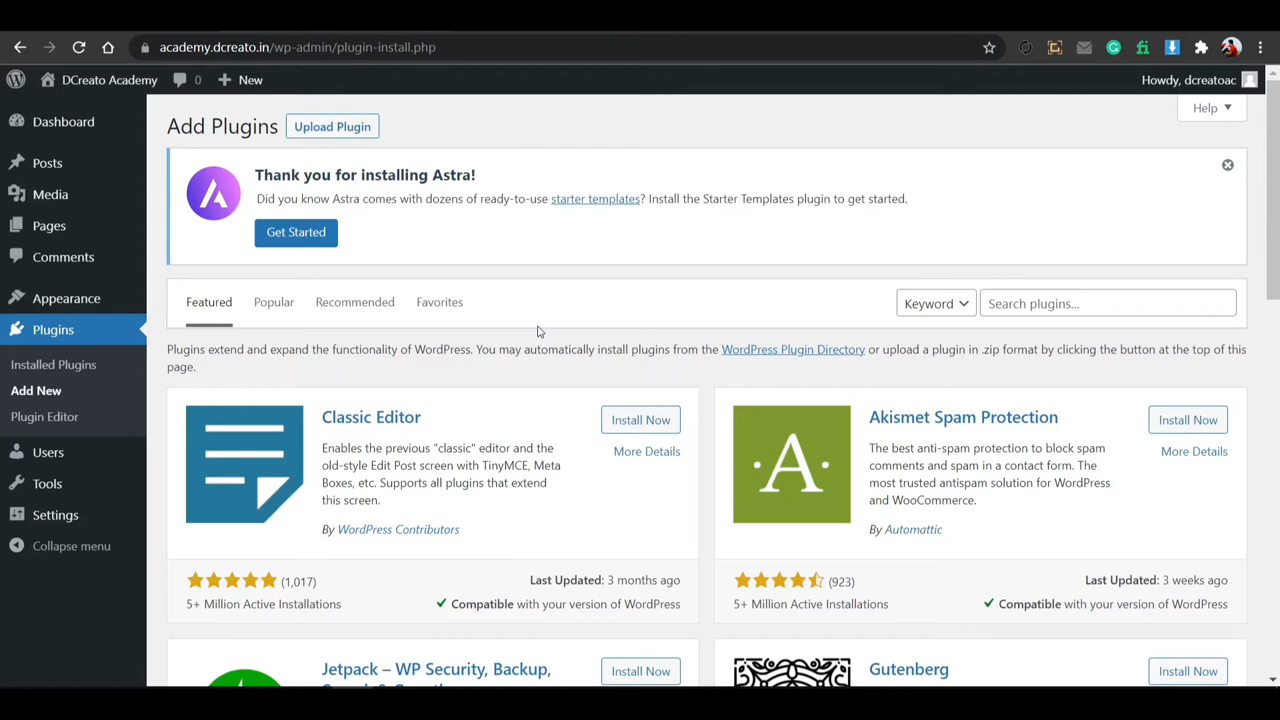 academy.dcreato.in/wp-admin/plugin-install.php
DCreato Academy 0 New Howdy, dcreatoac
Dashboard
Posts
Media
Pages
Comments
Appearance
Plugins
Installed Plugins
Add New
Plugin Editor
Users
Tools
Settings
Collapse menu
Help
Add Plugins Upload Plugin
Thank you for installing Astra!
Did you know Astra comes with dozens of ready-to-use starter templates? Install the Starter Templates plugin to get started.
Get Started
Featured Popular Recommended Favorites Keyword Search plugins...
Plugins extend and expand the functionality of WordPress. You may automatically install plugins from the WordPress Plugin Directory or upload a plugin in .zip format by clicking the button at the top of this
page.
Classic Editor
Install Now
More Details
Enables the previous "classic" editor and the
old-style Edit Post screen with TinyMCE, Meta
Boxes, etc. Supports all plugins that extend
this screen.
By WordPress Contributors
(1,017)
Last Updated: 3 months ago
5+ Million Active Installations
Compatible with your version of WordPress
A
Akismet Spam Protection
Install Now
More Details
The best anti-spam protection to block spam
comments and spam in a contact form. The
most trusted antispam solution for WordPress
and WooCommerce.
By Automattic
(923)
Last Updated: 3 weeks ago
5+ Million Active Installations
Compatible with your version of WordPress
Jetpack – WP Security, Backup,
Install Now
Gutenberg
Install Now